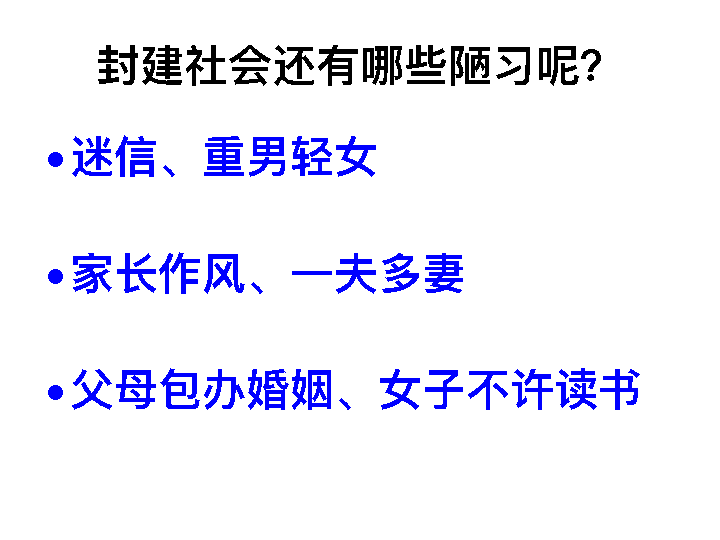 封建社会还有哪些陋习呢?
•迷信、重男轻女
•家长作风、一夫多妻
•父母包办婚姻、女子不许读书